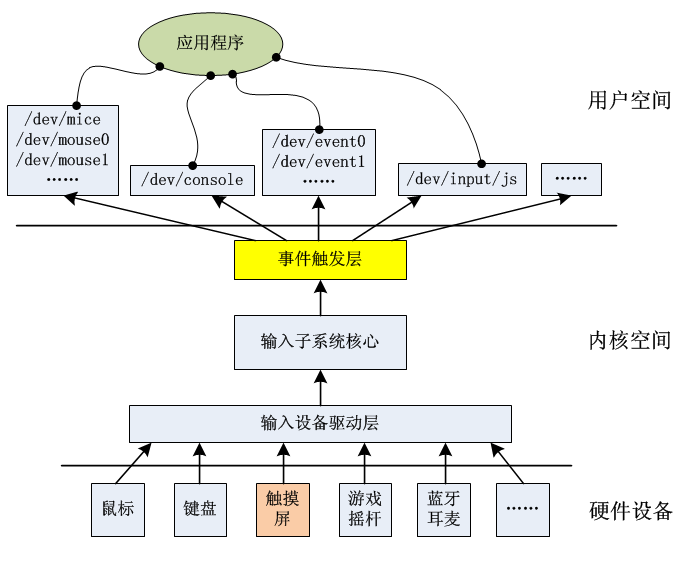 应用程序
用户空间
/dev/mice
/dev/mouse0
/dev/mouse1
······
/dev/console
/dev/event0
/dev/event1
······
/dev/input/js
······
事件触发层
输入子系统核心
内核空间
输入设备驱动层
鼠标
键盘
触摸
屏
游戏
摇杆
蓝牙
耳麦
······
硬件设备